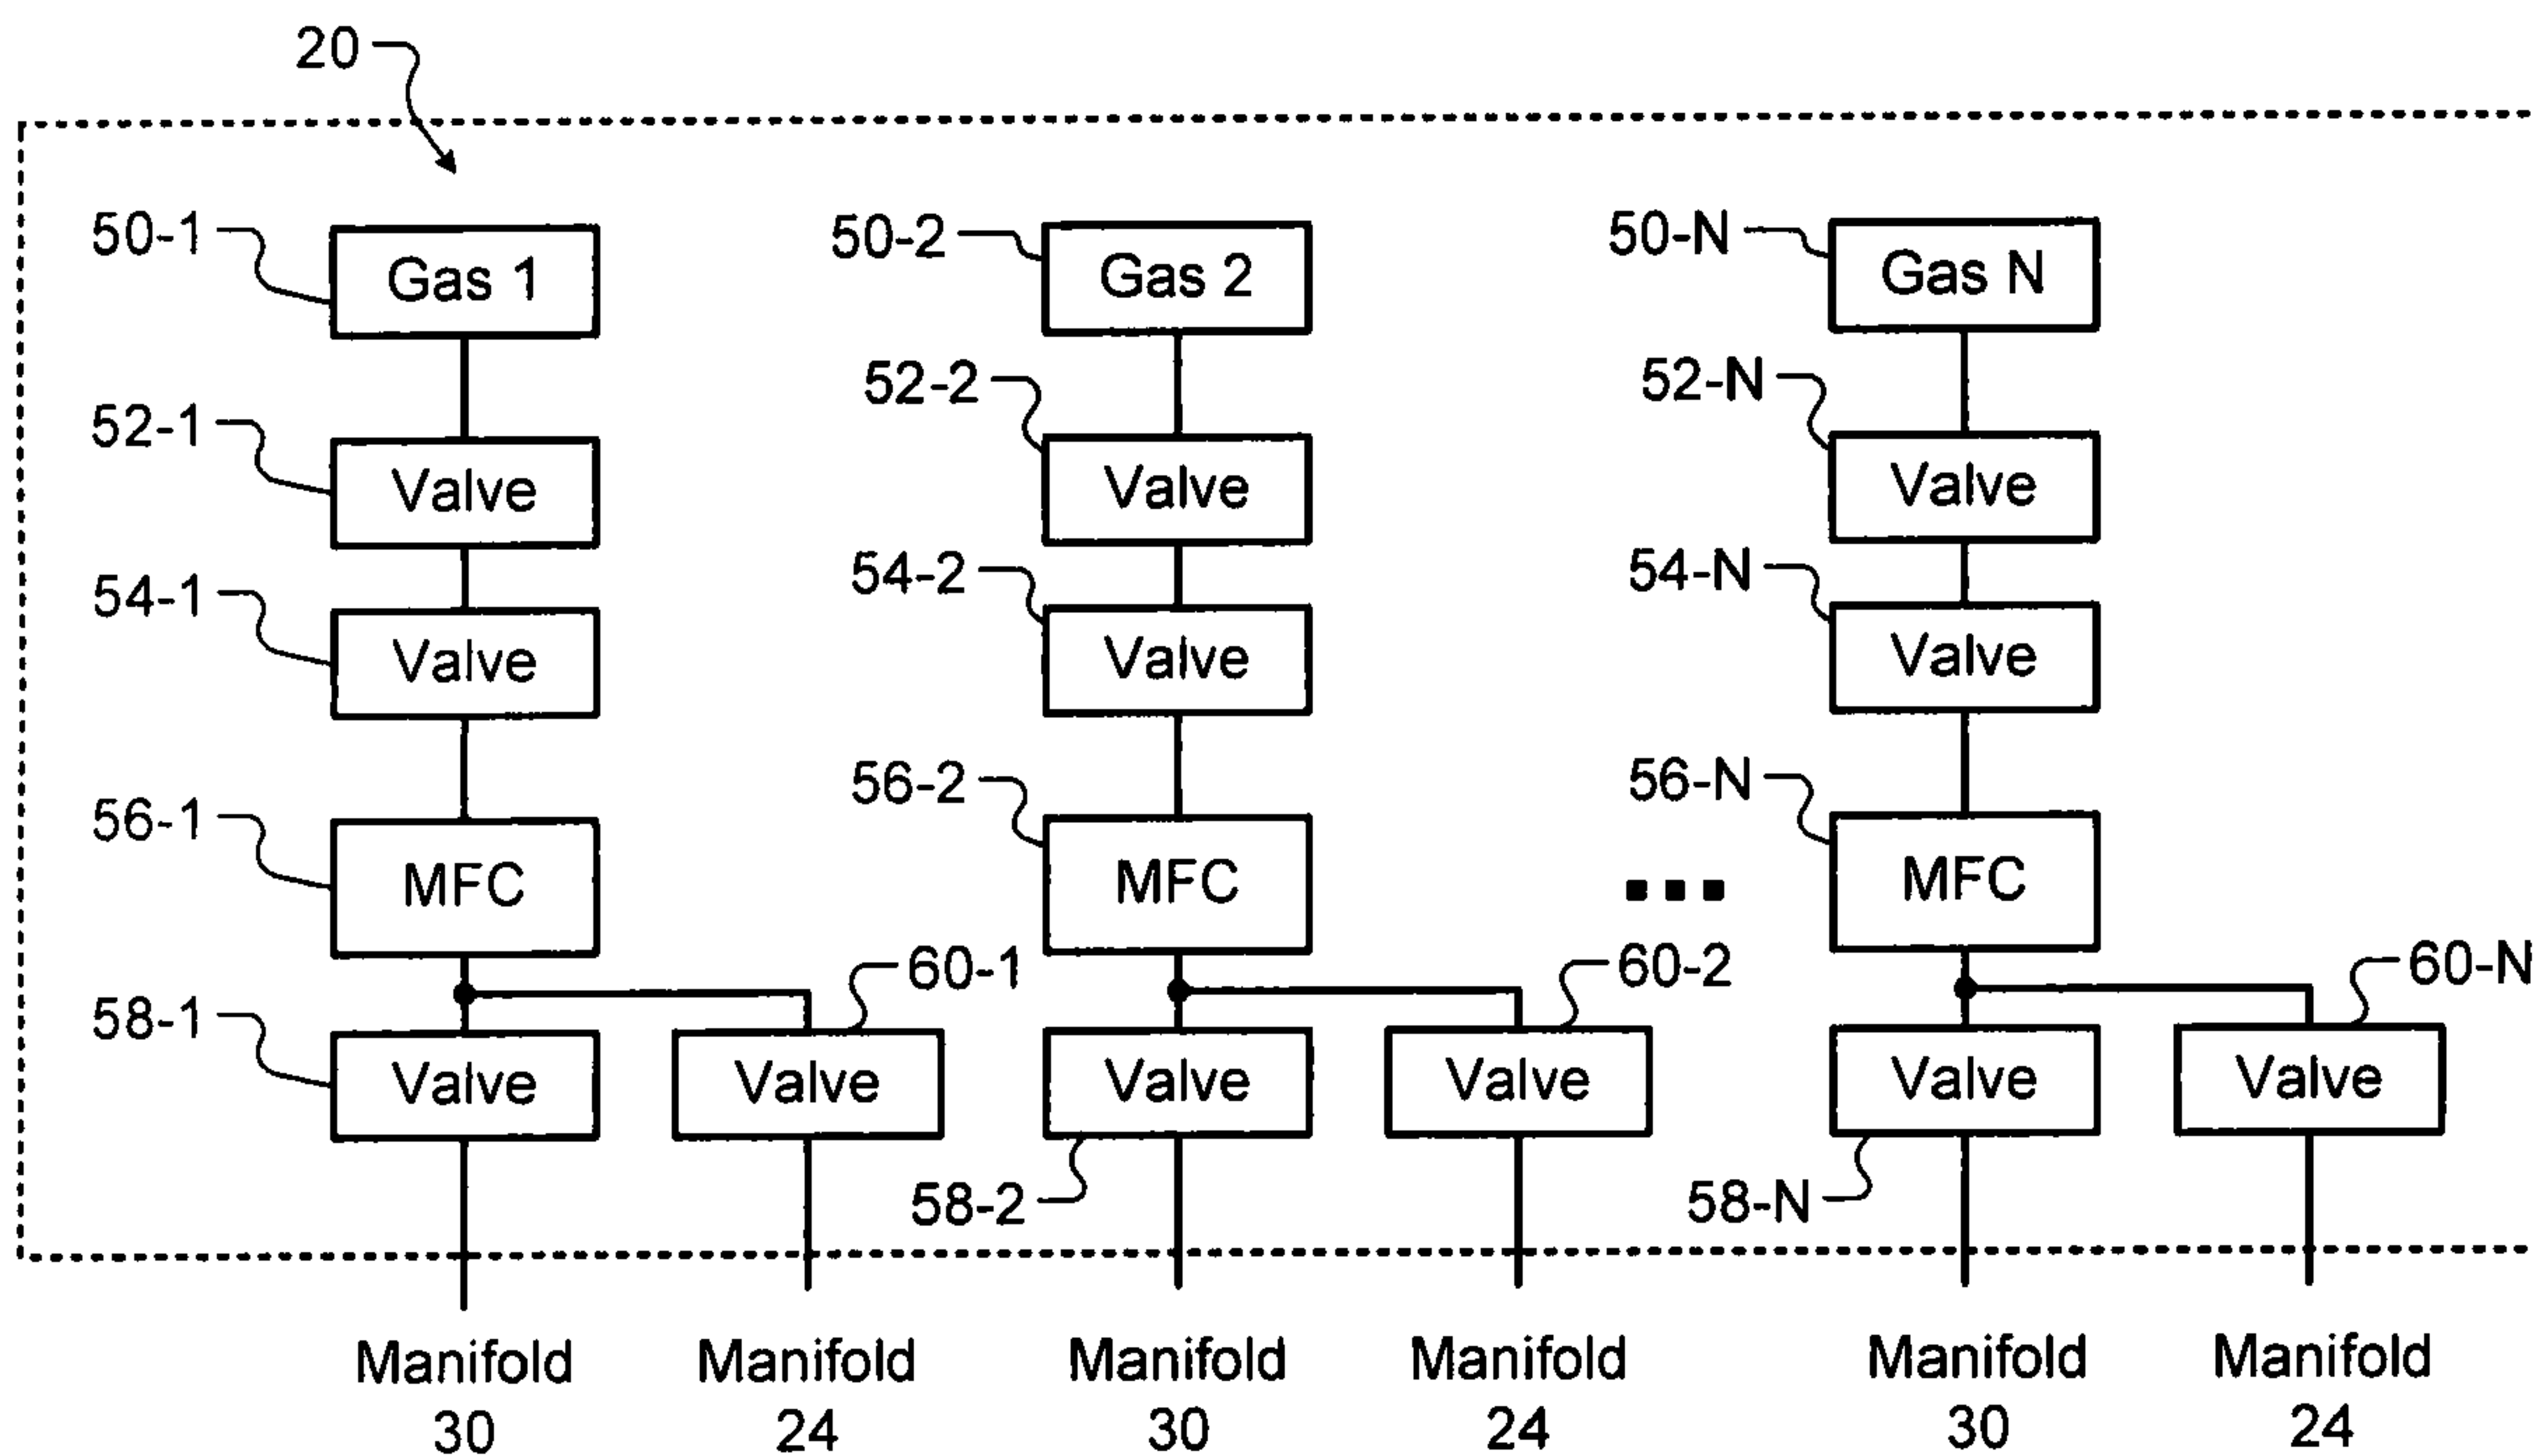 20
50-1
Gas 1
50-2
Gas 2
50-N
Gas N
52-1
Valve
52-2
Valve
52-N
Valve
54-1
Valve
54-2
Valve
54-N
Valve
56-1
MFC
56-2
MFC
56-N
MFC
58-1
Valve
60-1
Valve
58-2
Valve
60-2
Valve
58-N
Valve
60-N
Valve
Manifold
30
Manifold
24
Manifold
30
Manifold
24
Manifold
30
Manifold
24